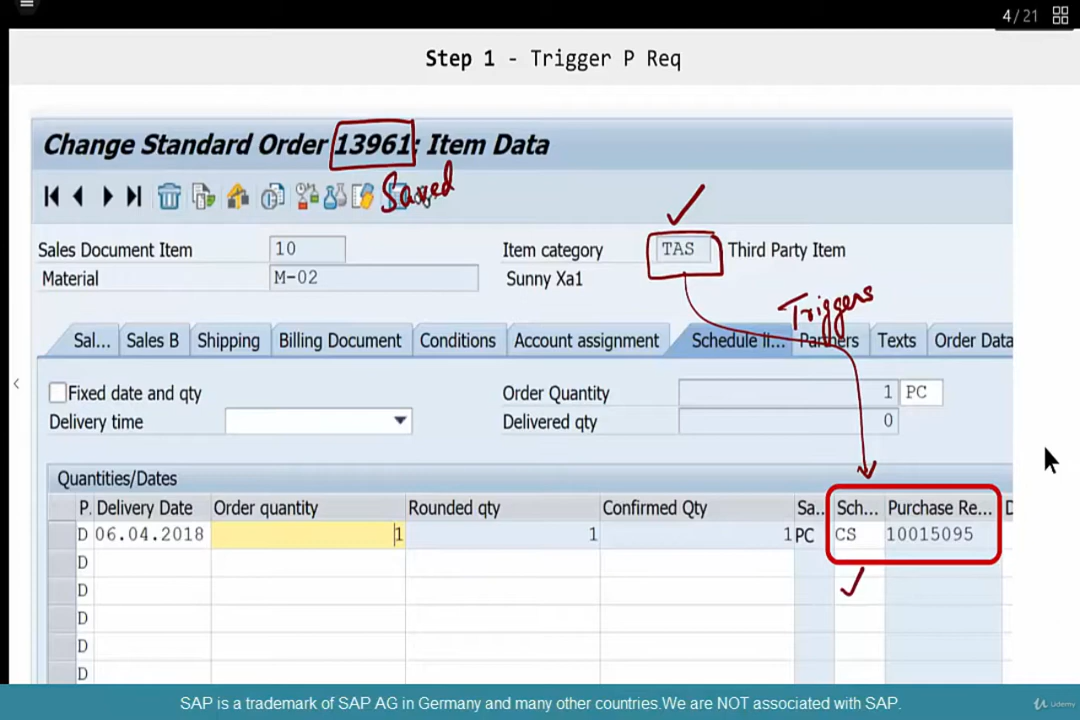 4 / 21
Step 1 - Trigger P Req
Change Standard Order 13961: Item Data
Saved
Sales Document Item 10 Item category TAS Third Party Item
Material M-02 Sunny Xa1
Triggers
Sal... Sales B Shipping Billing Document Conditions Account assignment Schedule li... Partners Texts Order Data
Fixed date and qty Order Quantity 1 PC
Delivery time Delivered qty 0
Quantities/Dates
P. Delivery Date Order quantity Rounded qty Confirmed Qty Sa... Sch... Purchase Re... D
D 06.04.2018 1 1 1 PC CS 10015095
D
D
D
D
D
SAP is a trademark of SAP AG in Germany and many other countries.We are NOT associated with SAP.
Udemy